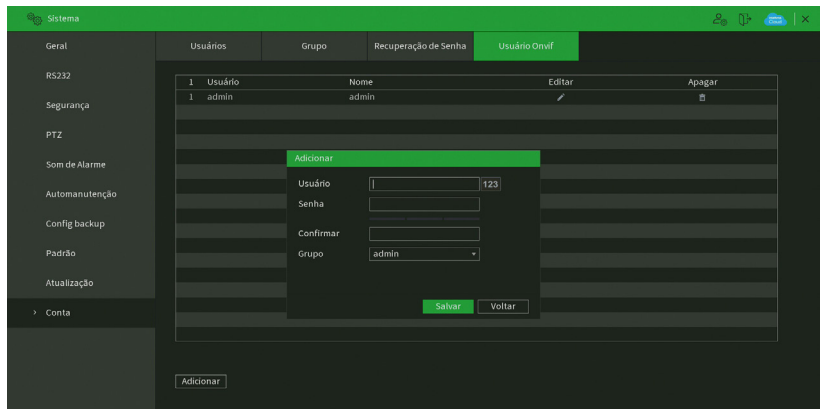 Sistema
Geral
RS232
Segurança
PTZ
Som de Alarme
Automanutenção
Config backup
Padrão
Atualização
> Conta
Usuários Grupo Recuperação de Senha Usuário Onvif
1 Usuário Nome Editar Apagar
1 admin admin
Adicionar
Usuário 123
Senha
Confirmar
Grupo admin
Salvar Voltar
Adicionar